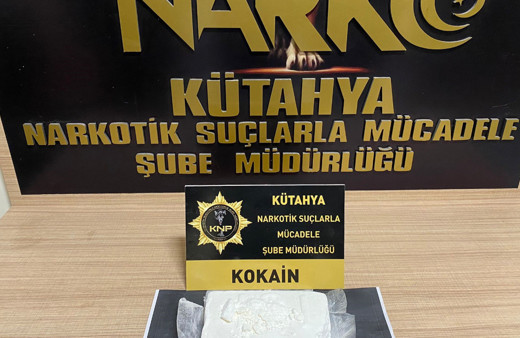 NARKO
KÜTAHYA
NARKOTİK SUÇLARLA MÜCADELE
ŞUBE MÜDÜRLÜĞÜ
KÜTAHYA
NARKOTİK SUÇLARLA
MÜCADELE
ŞUBE MÜDÜRLÜĞÜ
KNP
KOKAİN